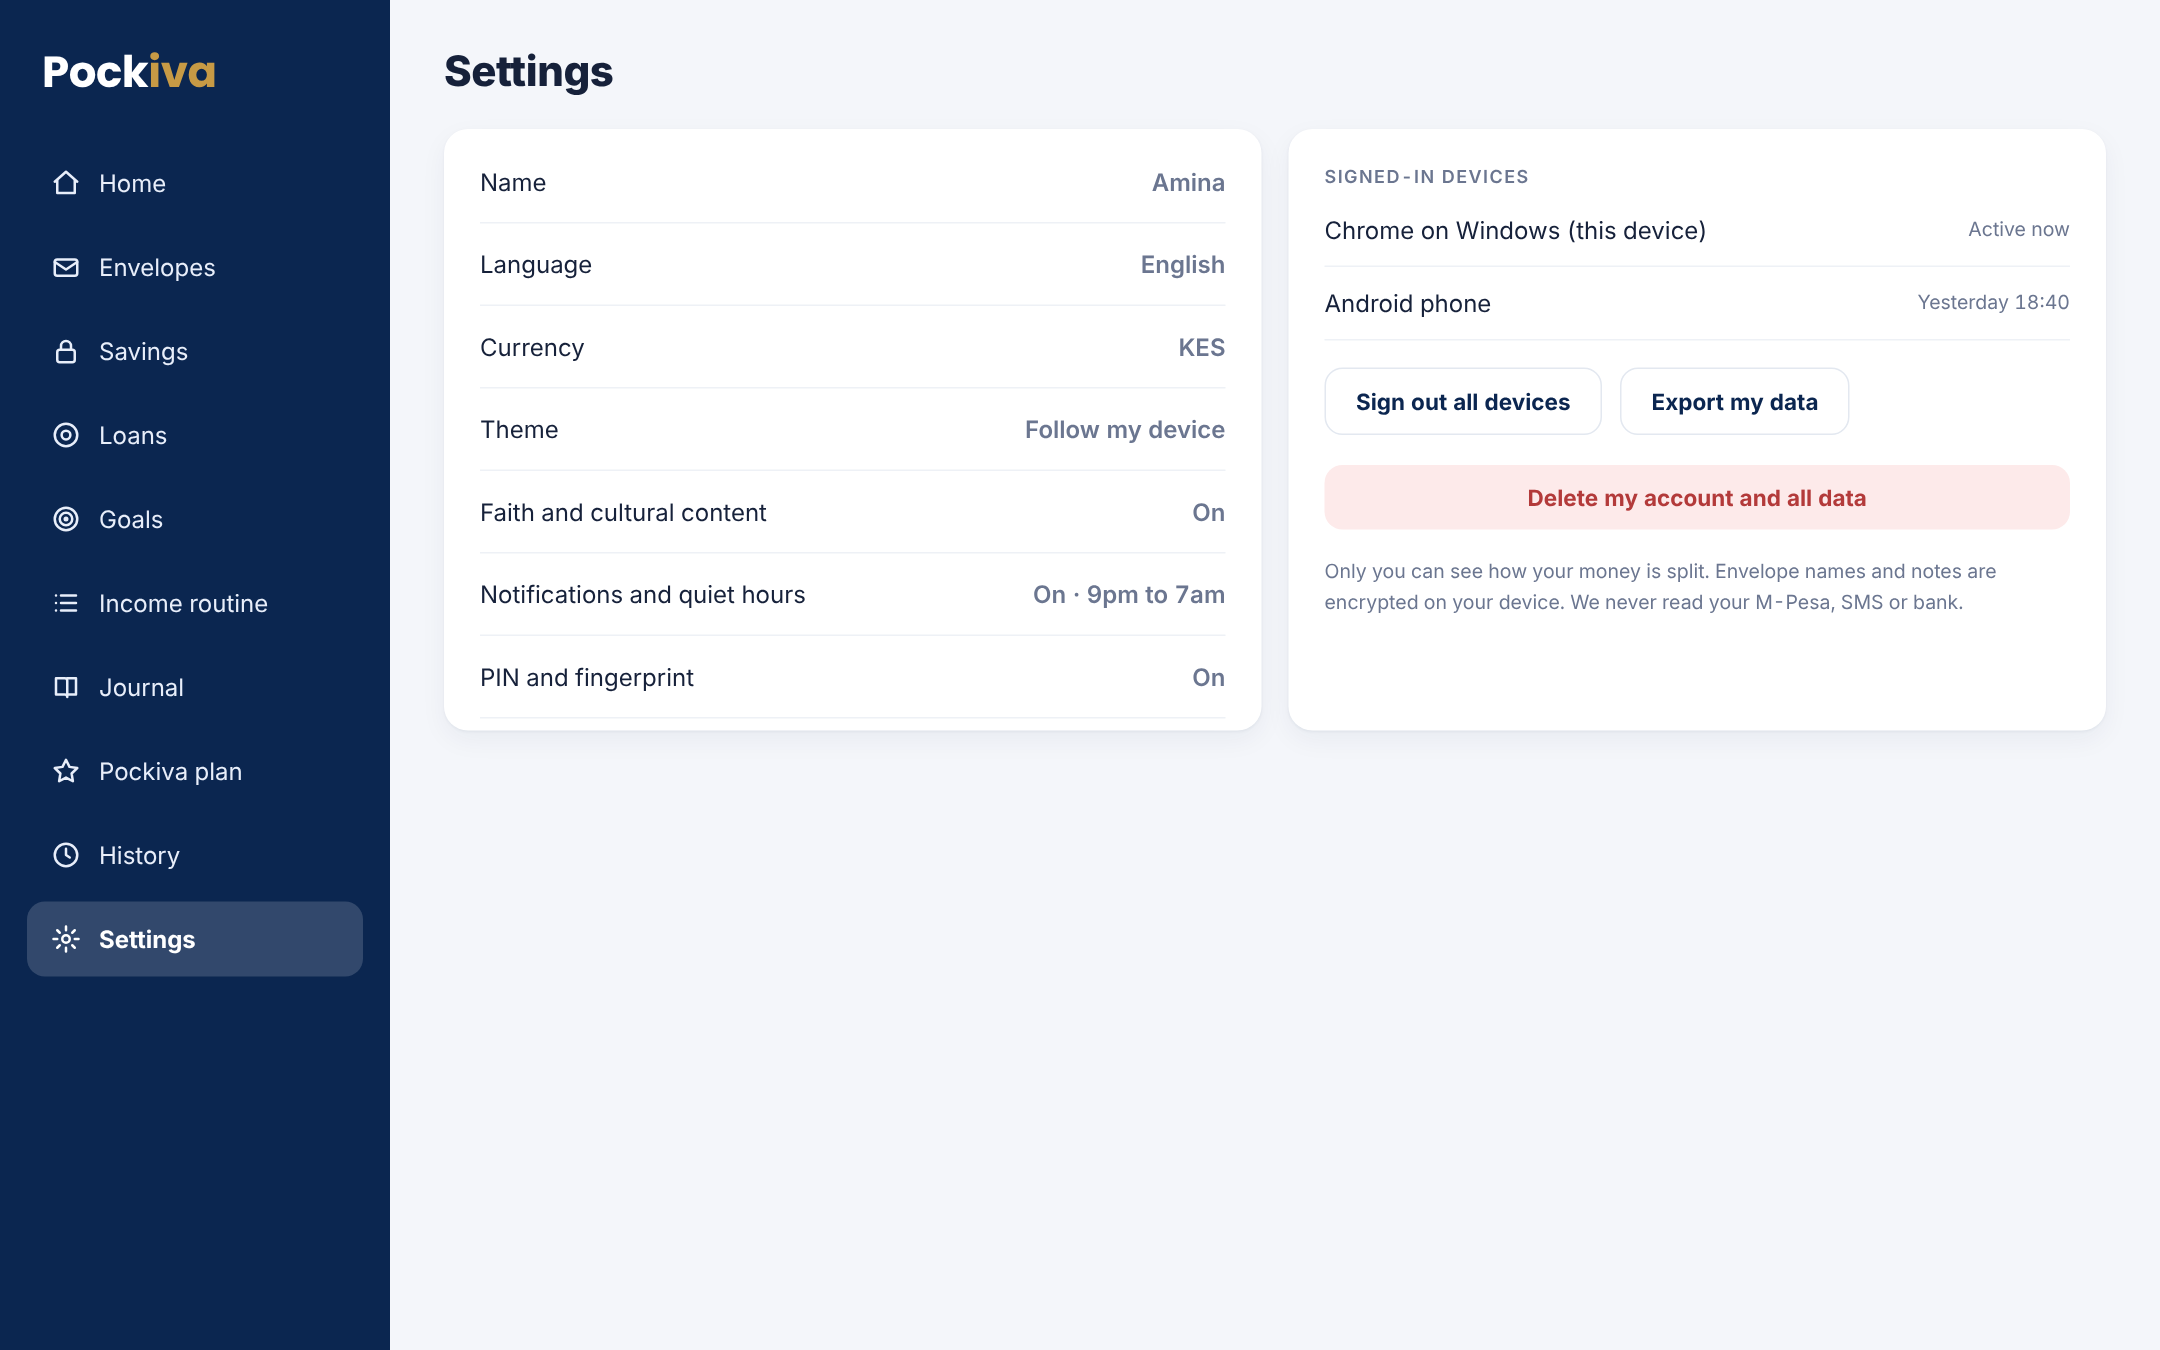 Pockiva
Home
Envelopes
Savings
Loans
Goals
Income routine
Journal
Pockiva plan
History
Settings
Settings
Name Amina
Language English
Currency KES
Theme Follow my device
Faith and cultural content On
Notifications and quiet hours On · 9pm to 7am
PIN and fingerprint On
SIGNED-IN DEVICES
Chrome on Windows (this device) Active now
Android phone Yesterday 18:40
Sign out all devices Export my data
Delete my account and all data
Only you can see how your money is split. Envelope names and notes are
encrypted on your device. We never read your M-Pesa, SMS or bank.